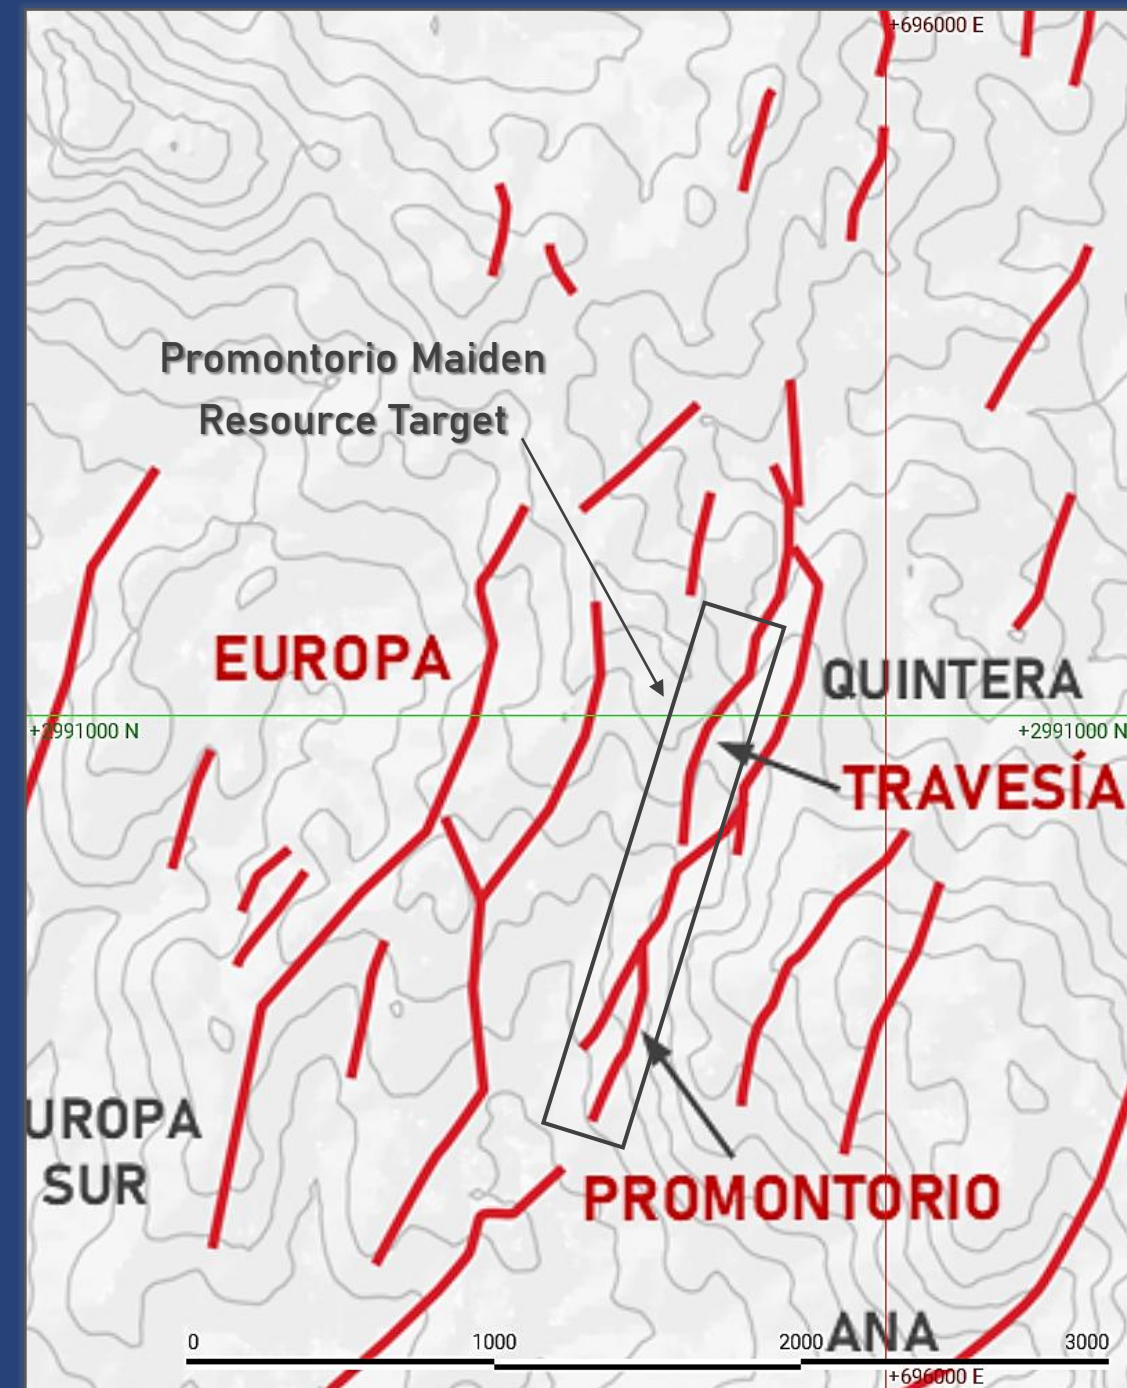 +696000 E
Promontorio Maiden
Resource Target
EUROPA
QUINTERA
+2991000 N
+2991000 N
TRAVESÍA
UROPA
SUR
PROMONTORIO
ANA
0 1000 2000 3000
+696000 E